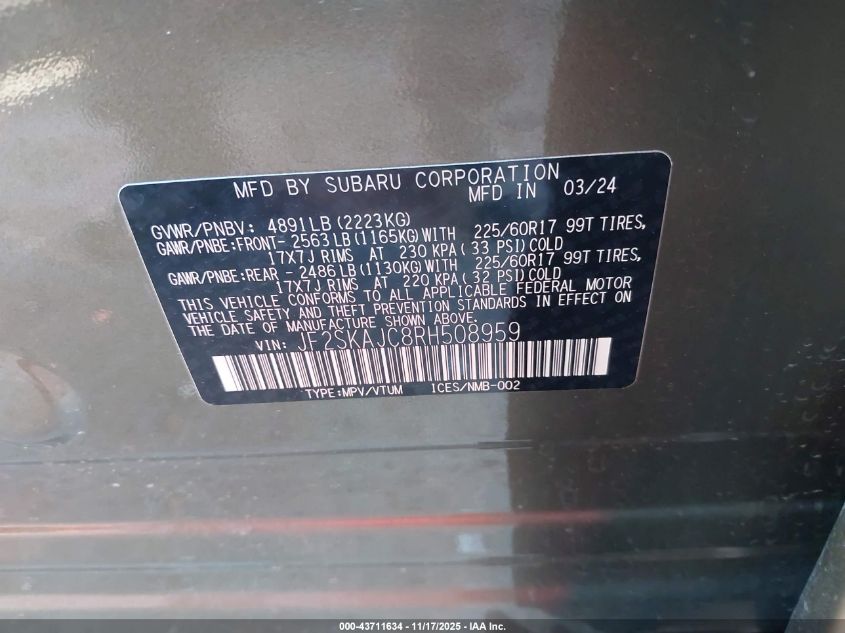 MFD BY SUBARU CORPORATION
MFD IN 03/24
GVWR/PNBV: 4891LB(2223KG)
GAWR/PNBE:FRONT- 2563LB(1165KG)WITH 225/60R17 99T TIRES,
17X7J RIMS AT 230 KPA(33 PSI)COLD
GAWR/PNBE:REAR - 2486LB(1130KG)WITH 225/60R17 99T TIRES,
17X7J RIMS AT 220 KPA(32 PSI)COLD
THIS VEHICLE CONFORMS TO ALL APPLICABLE FEDERAL MOTOR
VEHICLE SAFETY AND THEFT PREVENTION STANDARDS IN EFFECT ON
THE DATE OF MANUFACTURE SHOWN ABOVE.
VIN: JF2SKAJC8RH508959
TYPE:MPV/VTUM ICES/NMB-002
000-43711634 - 11/17/2025 - IAA Inc.